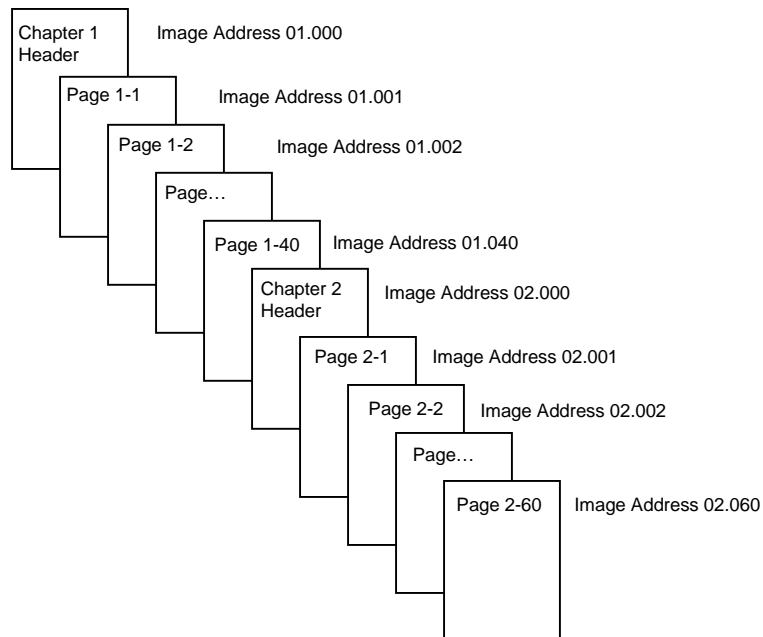 Chapter 1
Header
Image Address 01.000
Page 1-1
Image Address 01.001
Page 1-2
Image Address 01.002
Page…
Page 1-40
Image Address 01.040
Chapter 2
Header
Image Address 02.000
Page 2-1
Image Address 02.001
Page 2-2
Image Address 02.002
Page…
Page 2-60
Image Address 02.060